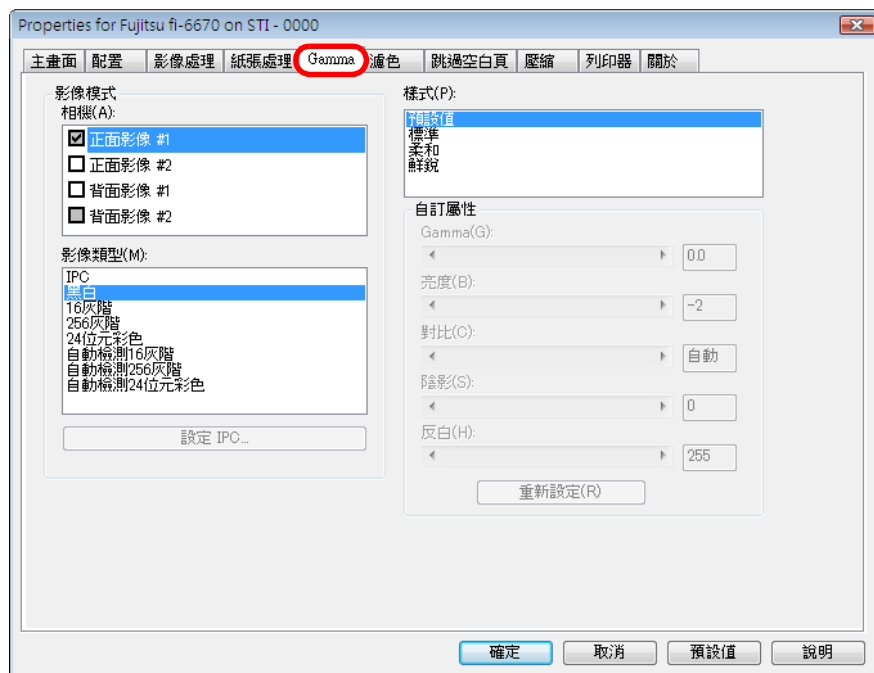 Properties for Fujitsu fi-6670 on STI - 0000
主畫面 配置 影像處理 紙張處理 Gamma 濾色 跳過空白頁 壓縮 列印器 關於
影像模式
相機(A):
正面影像 #1
正面影像 #2
背面影像 #1
背面影像 #2
影像類型(M):
IPC
黑白
16灰階
256灰階
24位元彩色
自動檢測16灰階
自動檢測256灰階
自動檢測24位元彩色
設定 IPC...
樣式(P):
預設值
標準
柔和
鮮銳
自訂屬性
Gamma(G):
0.0
亮度(B):
-2
對比(C):
自動
陰影(S):
0
反白(H):
255
重新設定(R)
確定 取消 預設值 說明